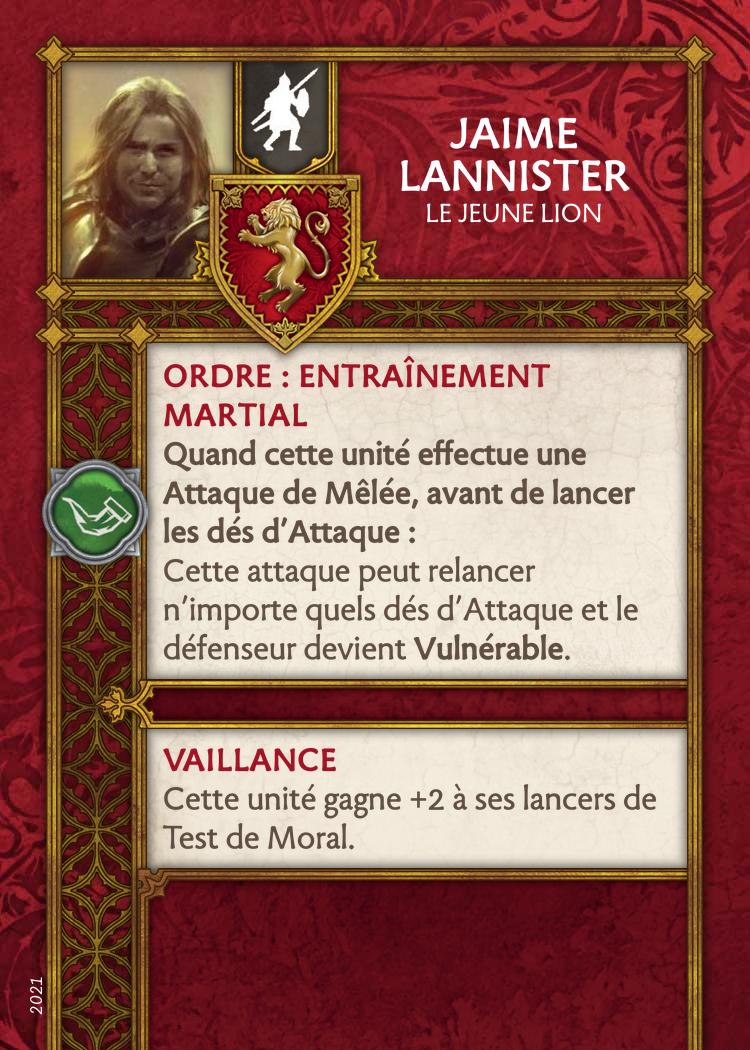 JAIME
LANNISTER
LE JEUNE LION
ORDRE : ENTRAÎNEMENT
MARTIAL
Quand cette unité effectue une
Attaque de Mêlée, avant de lancer
les dés d’Attaque :
Cette attaque peut relancer
n’importe quels dés d’Attaque et le
défenseur devient Vulnérable.
VAILLANCE
Cette unité gagne +2 à ses lancers de
Test de Moral.
2021